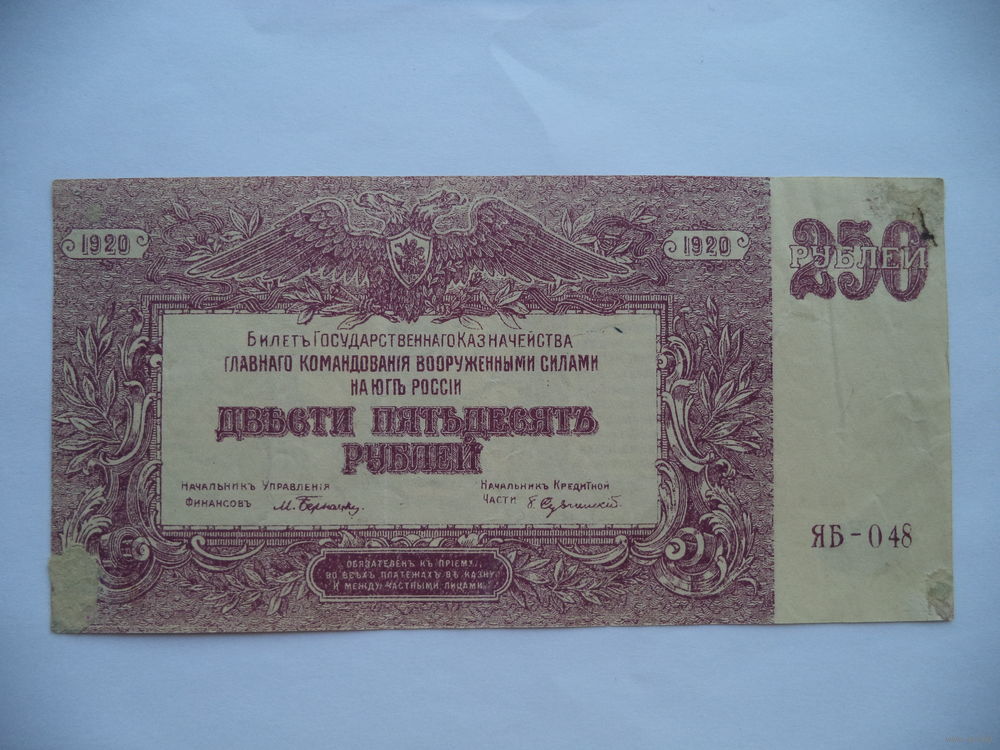 1920
1920
250
РУБЛЕЙ
БИЛЕТЪ ГОСУДАРСТВЕННАГО КАЗНАЧЕЙСТВА
ГЛАВНАГО КОМАНДОВАНІЯ ВООРУЖЕННЫМИ СИЛАМИ
НА ЮГѢ РОССІИ
ДВѢСТИ ПЯТЬДЕСЯТЪ
РУБЛЕЙ
НАЧАЛЬНИКЪ УПРАВЛЕНІЯ
ФИНАНСОВЪ М. Бернацкій
НАЧАЛЬНИКЪ КРЕДИТНОЙ
ЧАСТИ
ЯБ-048
ОБЯЗАТЕЛЕНЪ КЪ ПРІЕМУ,
ВО ВСѢХЪ ПЛАТЕЖАХЪ ВЪ КАЗНУ
И МЕЖДУ ЧАСТНЫМИ ЛИЦАМИ